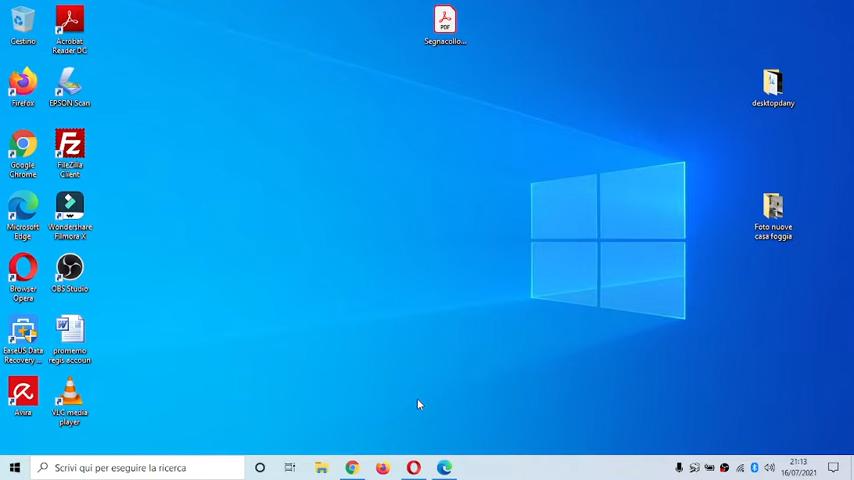 Cestino
Acrobat
Reader DC
PDF
Segnacollo...
Firefox
EPSON Scan
desktopdany
Google
Chrome
FileZilla
Client
Microsoft
Edge
Wondershare
Filmora X
Foto nuove
casa foggia
Browser
Opera
OBS Studio
EaseUS Data
Recovery ...
promemo
regis.accoun
Avira
VLC media
player
Scrivi qui per eseguire la ricerca
21:13
16/07/2021